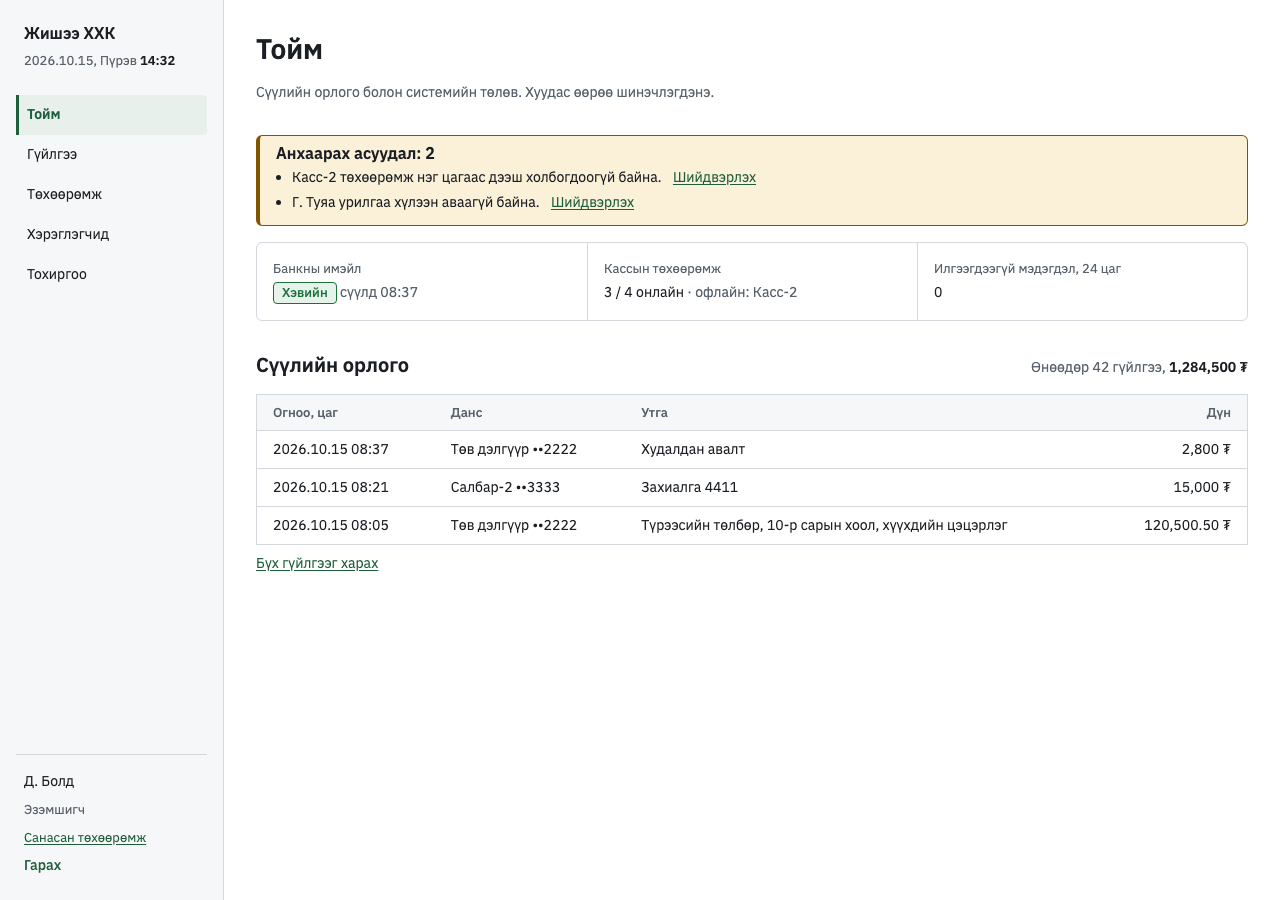 Жишээ ХХК
2026.10.15, Пүрэв 14:32
Тойм
Гүйлгээ
Төхөөрөмж
Хэрэглэгчид
Тохиргоо
Д. Болд
Эзэмшигч
Санасан төхөөрөмж
Гарах
Тойм
Сүүлийн орлого болон системийн төлөв. Хуудас өөрөө шинэчлэгдэнэ.
Анхаарах асуудал: 2
• Касс-2 төхөөрөмж нэг цагаас дээш холбогдоогүй байна. Шийдвэрлэх
• Г. Туяа урилгаа хүлээн аваагүй байна. Шийдвэрлэх
Банкны имэйл
Хэвийн сүүлд 08:37
Кассын төхөөрөмж
3 / 4 онлайн · офлайн: Касс-2
Илгээгдээгүй мэдэгдэл, 24 цаг
0
Сүүлийн орлого
Өнөөдөр 42 гүйлгээ, 1,284,500 ₮
Огноо, цаг Данс Утга Дүн
2026.10.15 08:37 Төв дэлгүүр ••2222 Худалдан авалт 2,800 ₮
2026.10.15 08:21 Салбар-2 ••3333 Захиалга 4411 15,000 ₮
2026.10.15 08:05 Төв дэлгүүр ••2222 Түрээсийн төлбөр, 10-р сарын хоол, хүүхдийн цэцэрлэг 120,500.50 ₮
Бүх гүйлгээг харах